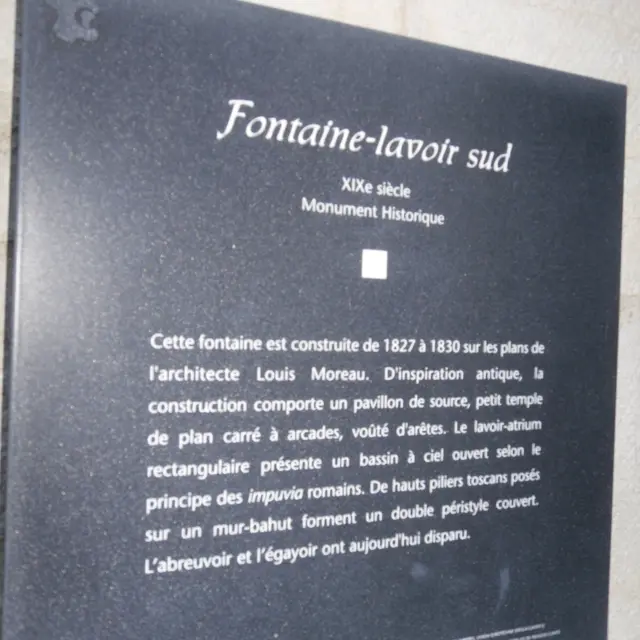 Fontaine-lavoir sud
XIXe siècle
Monument Historique
Cette fontaine est construite de 1827 à 1830 sur les plans de
l'architecte Louis Moreau. D'inspiration antique, la
construction comporte un pavillon de source, petit temple
de plan carré à arcades, voûté d'arêtes. Le lavoir-atrium
rectangulaire présente un bassin à ciel ouvert selon le
principe des impuvia romains. De hauts piliers toscans posés
sur un mur-bahut forment un double péristyle couvert.
L'abreuvoir et l'égayoir ont aujourd'hui disparu.